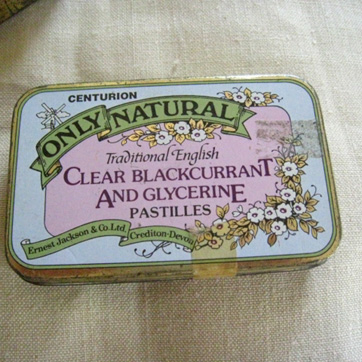 CENTURION
ONLY NATURAL
Traditional English
CLEAR BLACKCURRANT
AND GLYCERINE
PASTILLES
Ernest Jackson & Co. Ltd. Crediton-Devon